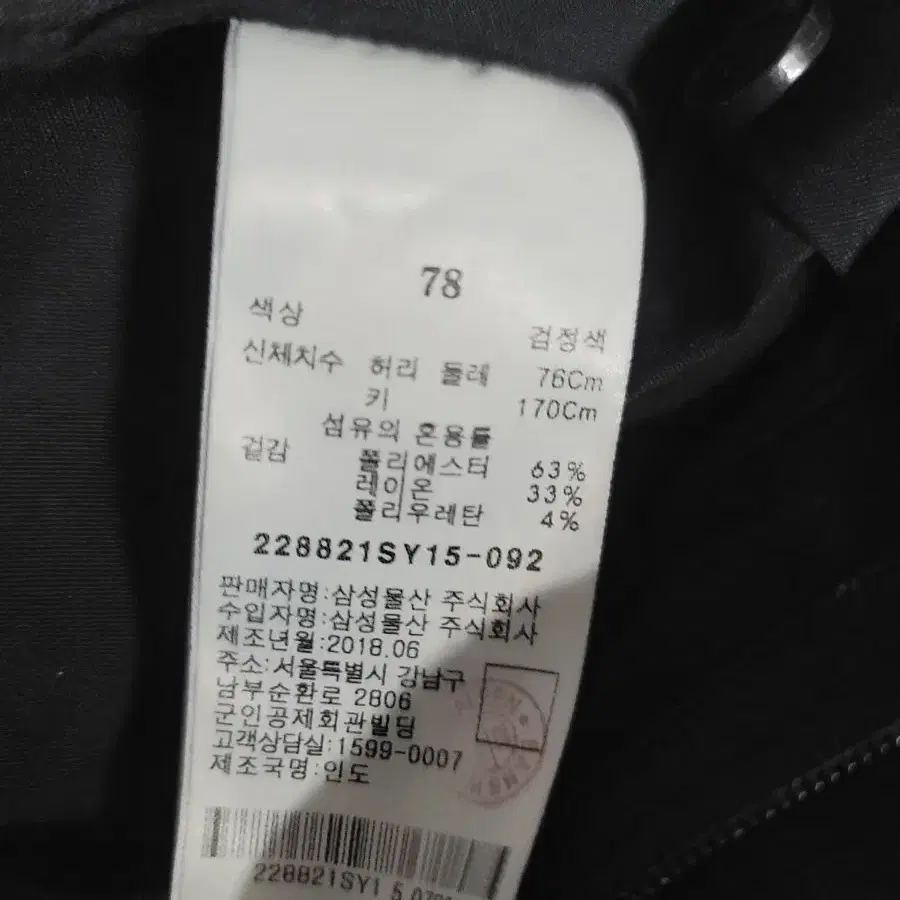 78
색상 검정색
신체치수 허리 둘레 76Cm
키 170Cm
섬유의 혼용률
겉감 폴리에스터 63%
레이온 33%
폴리우레탄 4%
228821SY15-092
판매자명:삼성물산 주식회사
수입자명:삼성물산 주식회사
제조년월:2018.06
주소:서울특별시 강남구
남부순환로 2806
군인공제회관빌딩
고객상담실:1599-0007
제조국명:인도